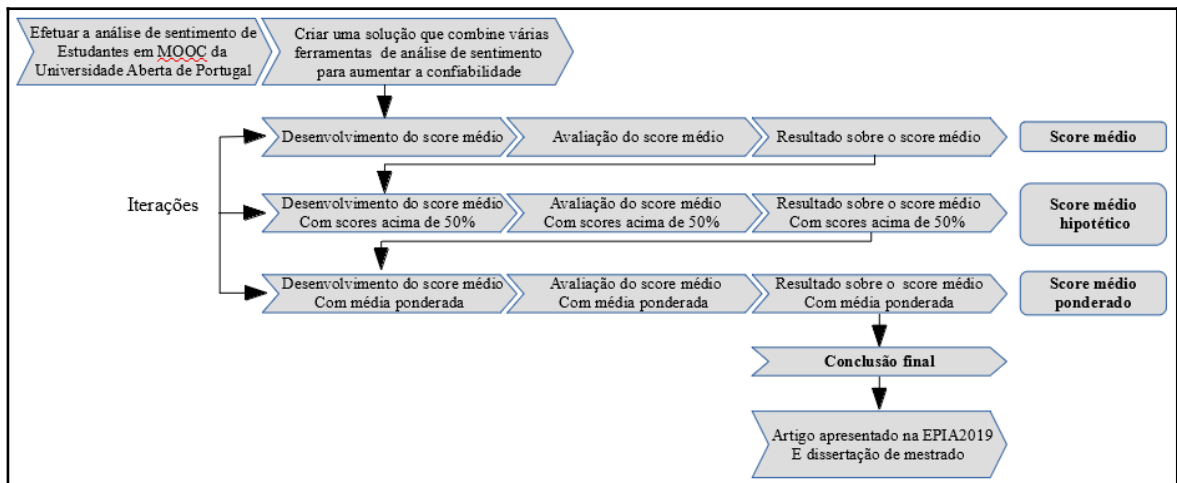 Efetuar a análise de sentimento de
Estudantes em MOOC da
Universidade Aberta de Portugal
Criar uma solução que combine várias
ferramentas de análise de sentimento
para aumentar a confiabilidade
Desenvolvimento do score médio
Avaliação do score médio
Resultado sobre o score médio
Score médio
Iterações
Desenvolvimento do score médio
Com scores acima de 50%
Avaliação do score médio
Com scores acima de 50%
Resultado sobre o score médio
Com scores acima de 50%
Score médio
hipotético
Desenvolvimento do score médio
Com média ponderada
Avaliação do score médio
Com média ponderada
Resultado sobre o score médio
Com média ponderada
Score médio
ponderado
Conclusão final
Artigo apresentado na EPIA2019
E dissertação de mestrado